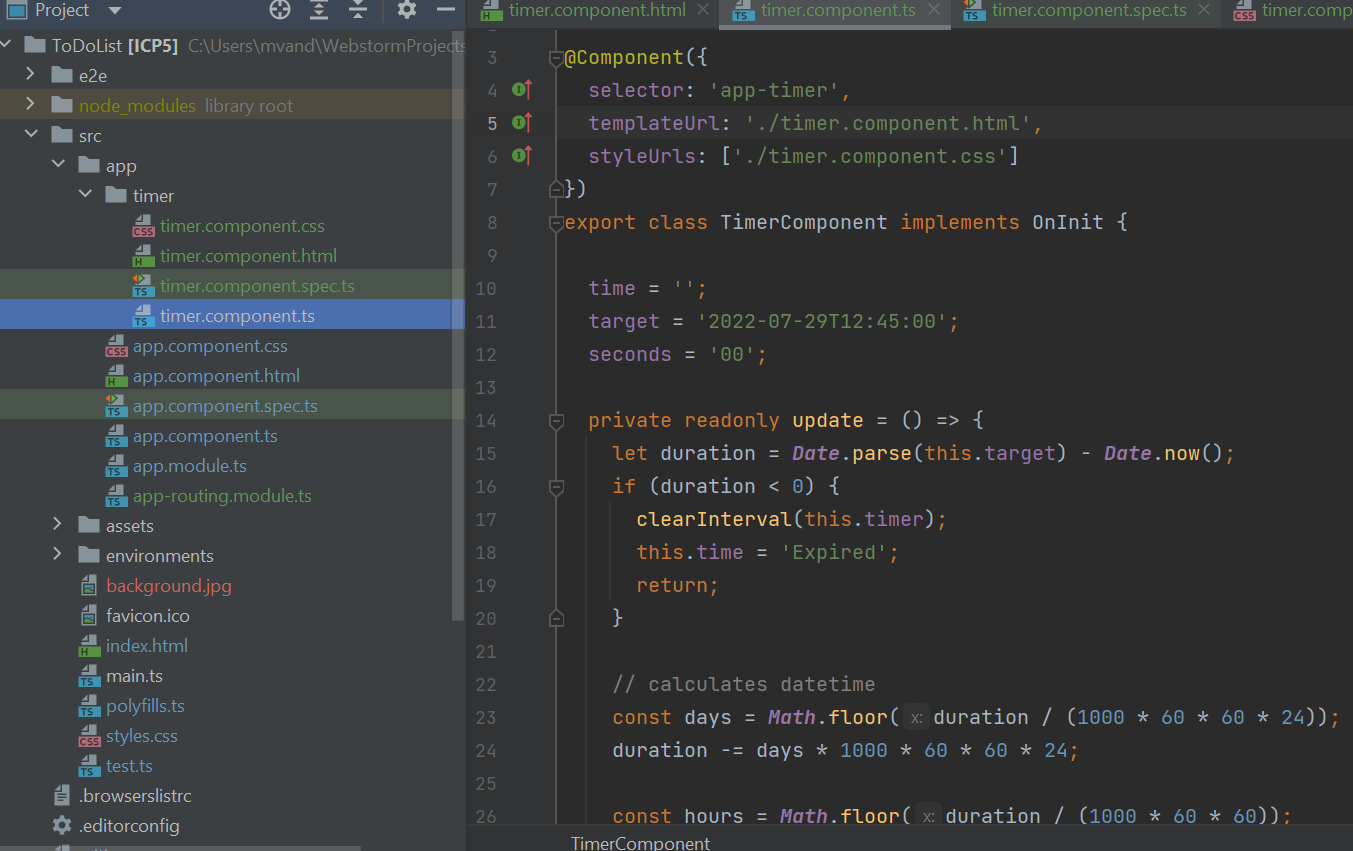 Project
timer.component.html
timer.component.ts
timer.component.spec.ts
timer.comp
ToDoList [ICP5] C:\Users\mvand\WebstormProjects
e2e
node_modules library root
src
app
timer
timer.component.css
timer.component.html
timer.component.spec.ts
timer.component.ts
app.component.css
app.component.html
app.component.spec.ts
app.component.ts
app.module.ts
app-routing.module.ts
assets
environments
background.jpg
favicon.ico
index.html
main.ts
polyfills.ts
styles.css
test.ts
.browserslistrc
.editorconfig
3 @Component({
4 selector: 'app-timer',
5 templateUrl: './timer.component.html',
6 styleUrls: ['./timer.component.css']
7 })
8 export class TimerComponent implements OnInit {
9
10 time = '';
11 target = '2022-07-29T12:45:00';
12 seconds = '00';
13
14 private readonly update = () => {
15 let duration = Date.parse(this.target) - Date.now();
16 if (duration < 0) {
17 clearInterval(this.timer);
18 this.time = 'Expired';
19 return;
20 }
21
22 // calculates datetime
23 const days = Math.floor( x: duration / (1000 * 60 * 60 * 24));
24 duration -= days * 1000 * 60 * 60 * 24;
25
26 const hours = Math.floor( x: duration / (1000 * 60 * 60));
TimerComponent